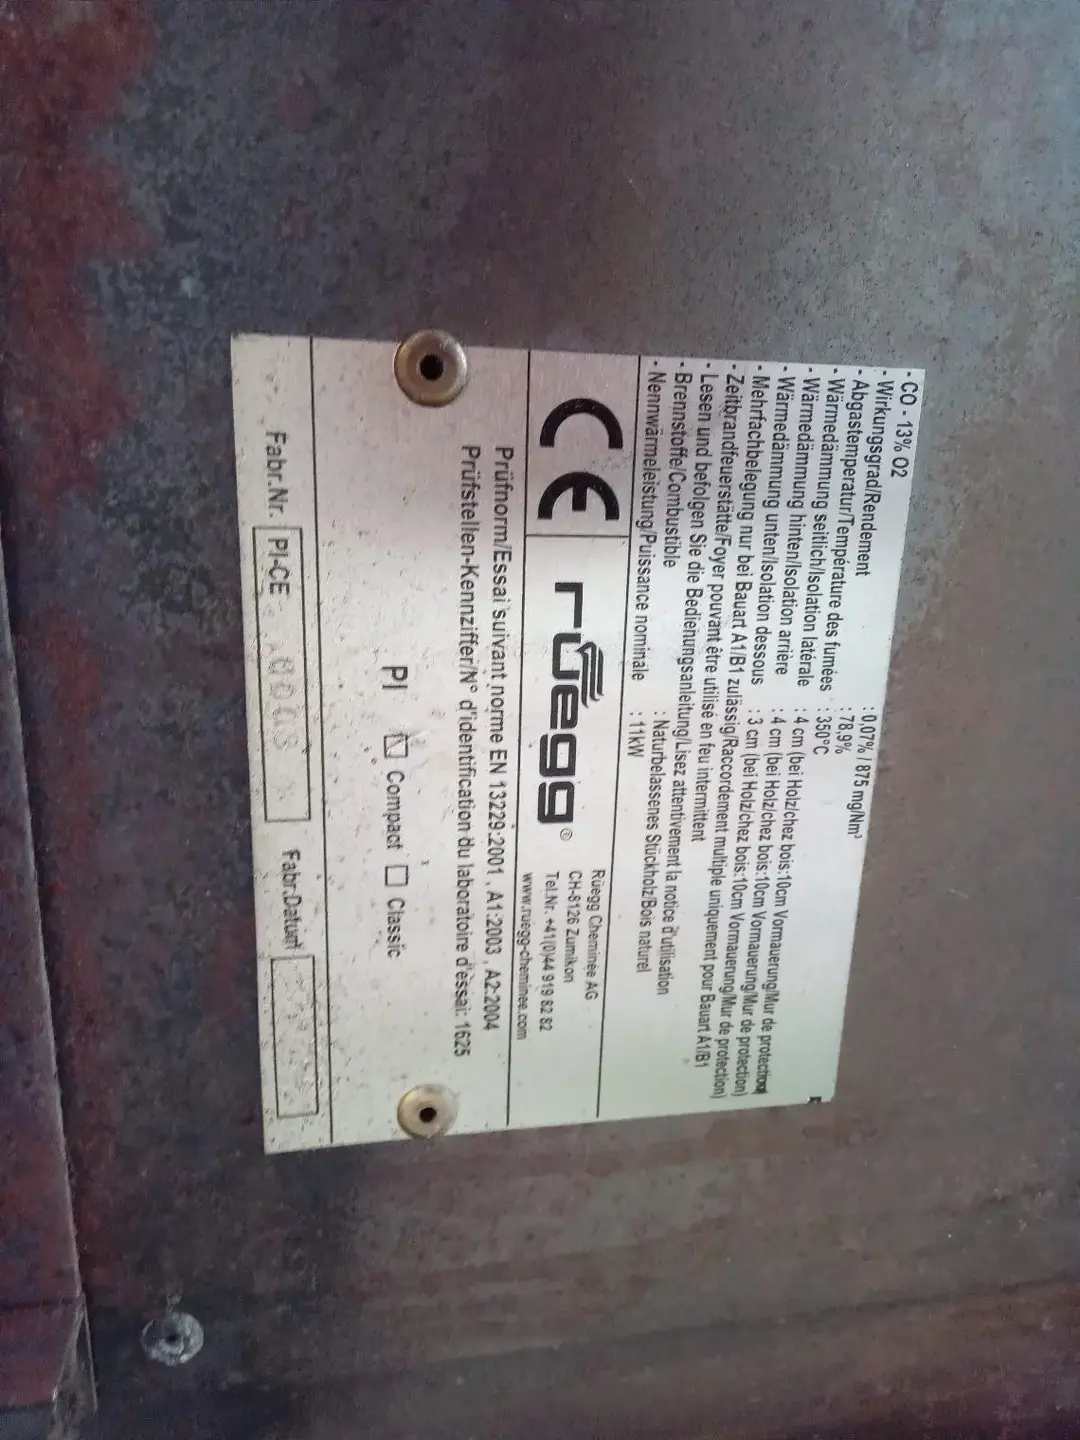 Fabr.Nr. PI-CE Fabr.Datum
PI Compact Classic
Prüfstellen-Kennziffer/N° d'identification du laboratoire d'essai: 1625
Prüfnorm/Essai suivant norme EN 13229:2001 , A1:2003 , A2:2004
CE rüegg®
Rüegg Cheminée AG
CH-8126 Zumikon
Tel.Nr. +41(0)44 919 82 82
www.ruegg-cheminee.com
- Nennwärmeleistung/Puissance nominale : 11kW
- Brennstoffe/Combustible : Naturbelassenes Stückholz/Bois naturel
- Lesen und befolgen Sie die Bedienungsanleitung/Lisez attentivement la notice d'utilisation
- Zeitbrandfeuerstätte/Foyer pouvant être utilisé en feu intermittent
- Mehrfachbelegung nur bei Bauart A1/B1 zulässig/Raccordement multiple uniquement pour Bauart A1/B1
- Wärmedämmung unten/Isolation dessous : 3 cm (bei Holz/chez bois:10cm Vormauerung/Mur de protection)
- Wärmedämmung hinten/Isolation arrière : 4 cm (bei Holz/chez bois:10cm Vormauerung/Mur de protection)
- Wärmedämmung seitlich/Isolation latérale : 4 cm (bei Holz/chez bois:10cm Vormauerung/Mur de protection)
- Abgastemperatur/Température des fumées : 350°C
- Wirkungsgrad/Rendement : 78,9%
- CO - 13% O2 : 0,07% / 875 mg/Nm³